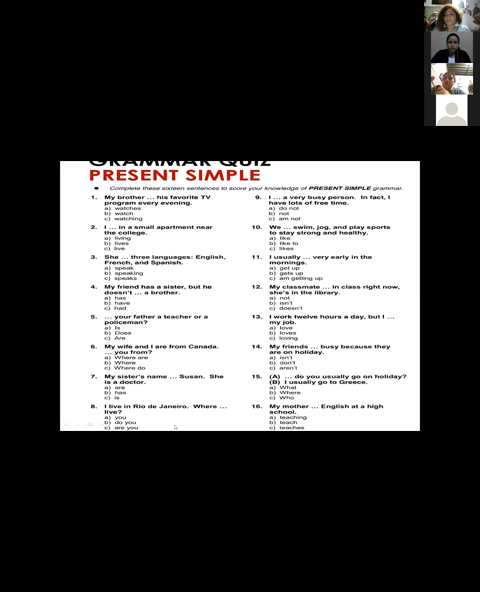 GRAMMAR QUIZ
PRESENT SIMPLE
Complete these sixteen sentences to score your knowledge of PRESENT SIMPLE grammar.
1. My brother … his favorite TV
program every evening.
a) watches
b) watch
c) watching
2. I … in a small apartment near
the college.
a) living
b) lives
c) live
3. She … three languages: English,
French, and Spanish.
a) speak
b) speaking
c) speaks
4. My friend has a sister, but he
doesn't … a brother.
a) has
b) have
c) had
5. … your father a teacher or a
policeman?
a) Is
b) Does
c) Are
6. My wife and I are from Canada.
… you from?
a) Where are
b) Where
c) Where do
7. My sister's name … Susan. She
is a doctor.
a) are
b) has
c) is
8. I live in Rio de Janeiro. Where …
live?
a) you
b) do you
c) are you
9. I … a very busy person. In fact, I
have lots of free time.
a) do not
b) not
c) am not
10. We … swim, jog, and play sports
to stay strong and healthy.
a) like
b) like to
c) likes
11. I usually … very early in the
mornings.
a) get up
b) gets up
c) am getting up
12. My classmate … in class right now,
she's in the library.
a) not
b) isn't
c) doesn't
13. I work twelve hours a day, but I …
my job.
a) love
b) loves
c) loving
14. My friends … busy because they
are on holiday.
a) isn't
b) don't
c) aren't
15. (A) … do you usually go on holiday?
(B) I usually go to Greece.
a) What
b) Where
c) Who
16. My mother … English at a high
school.
a) teaching
b) teach
c) teaches